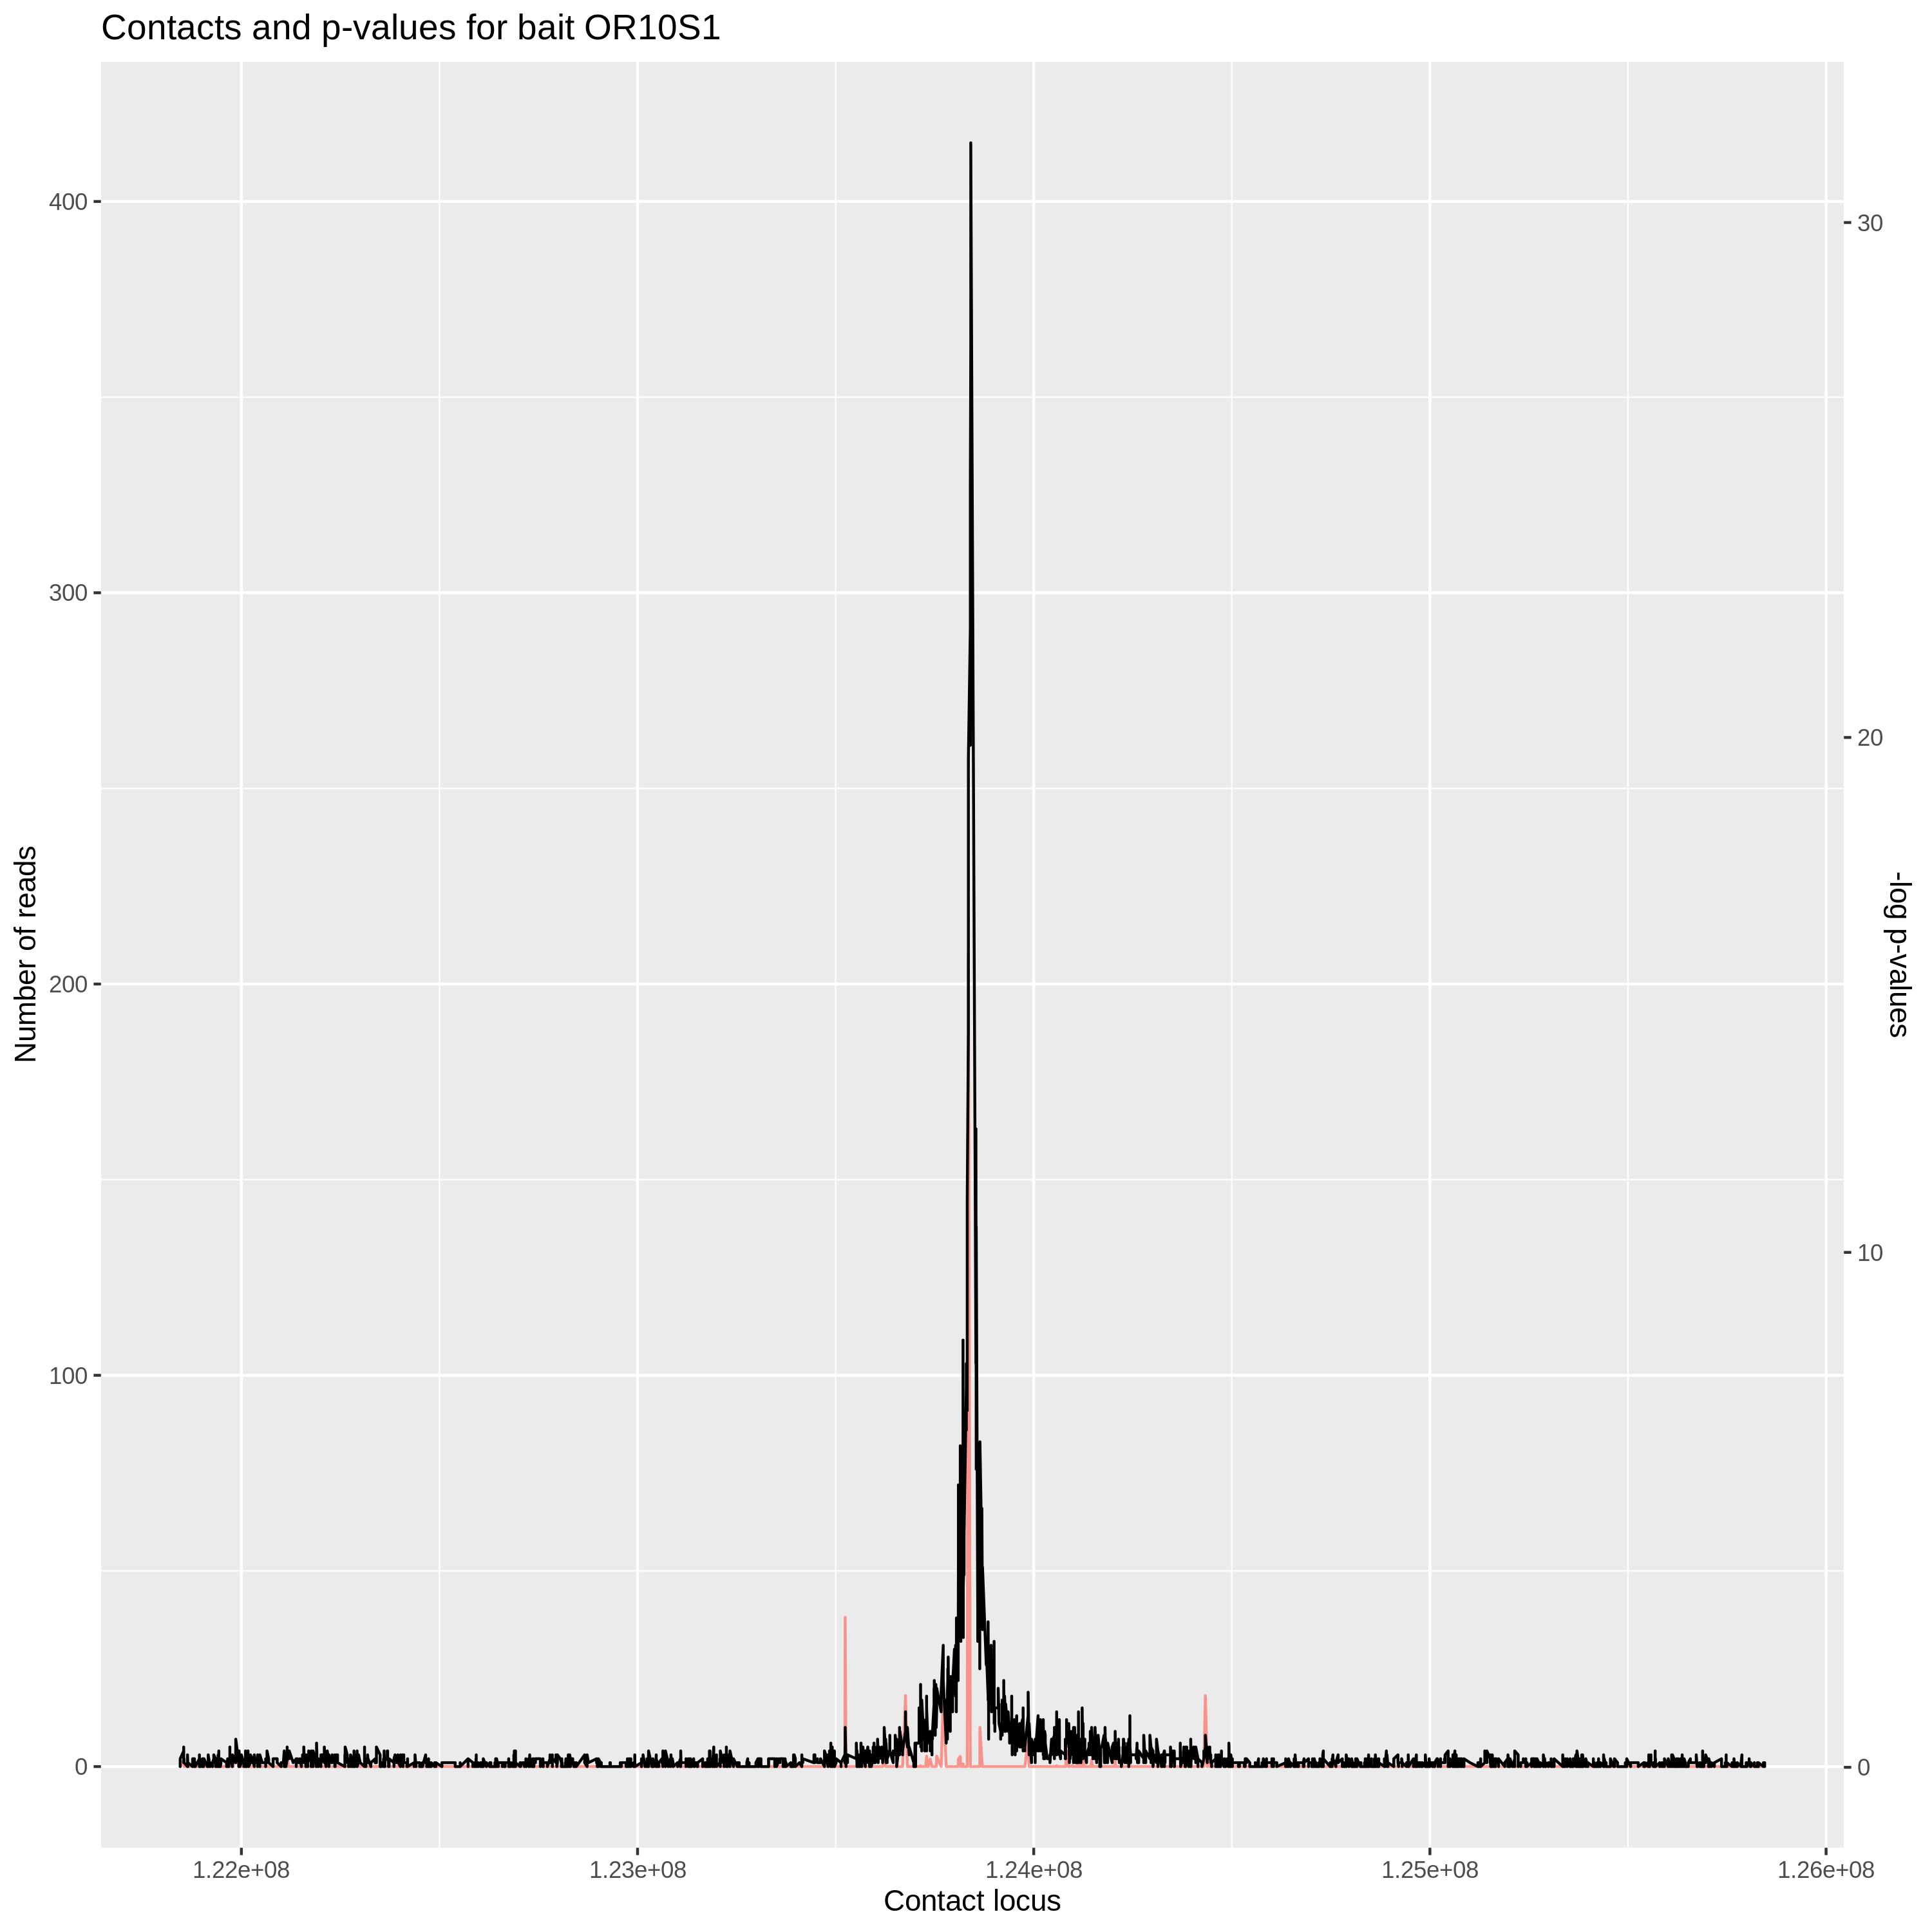 Contacts and p-values for bait OR10S1
400
300
200
100
0
30
20
10
0
Number of reads
-log p-values
1.22e+08
1.23e+08
1.24e+08
1.25e+08
1.26e+08
Contact locus